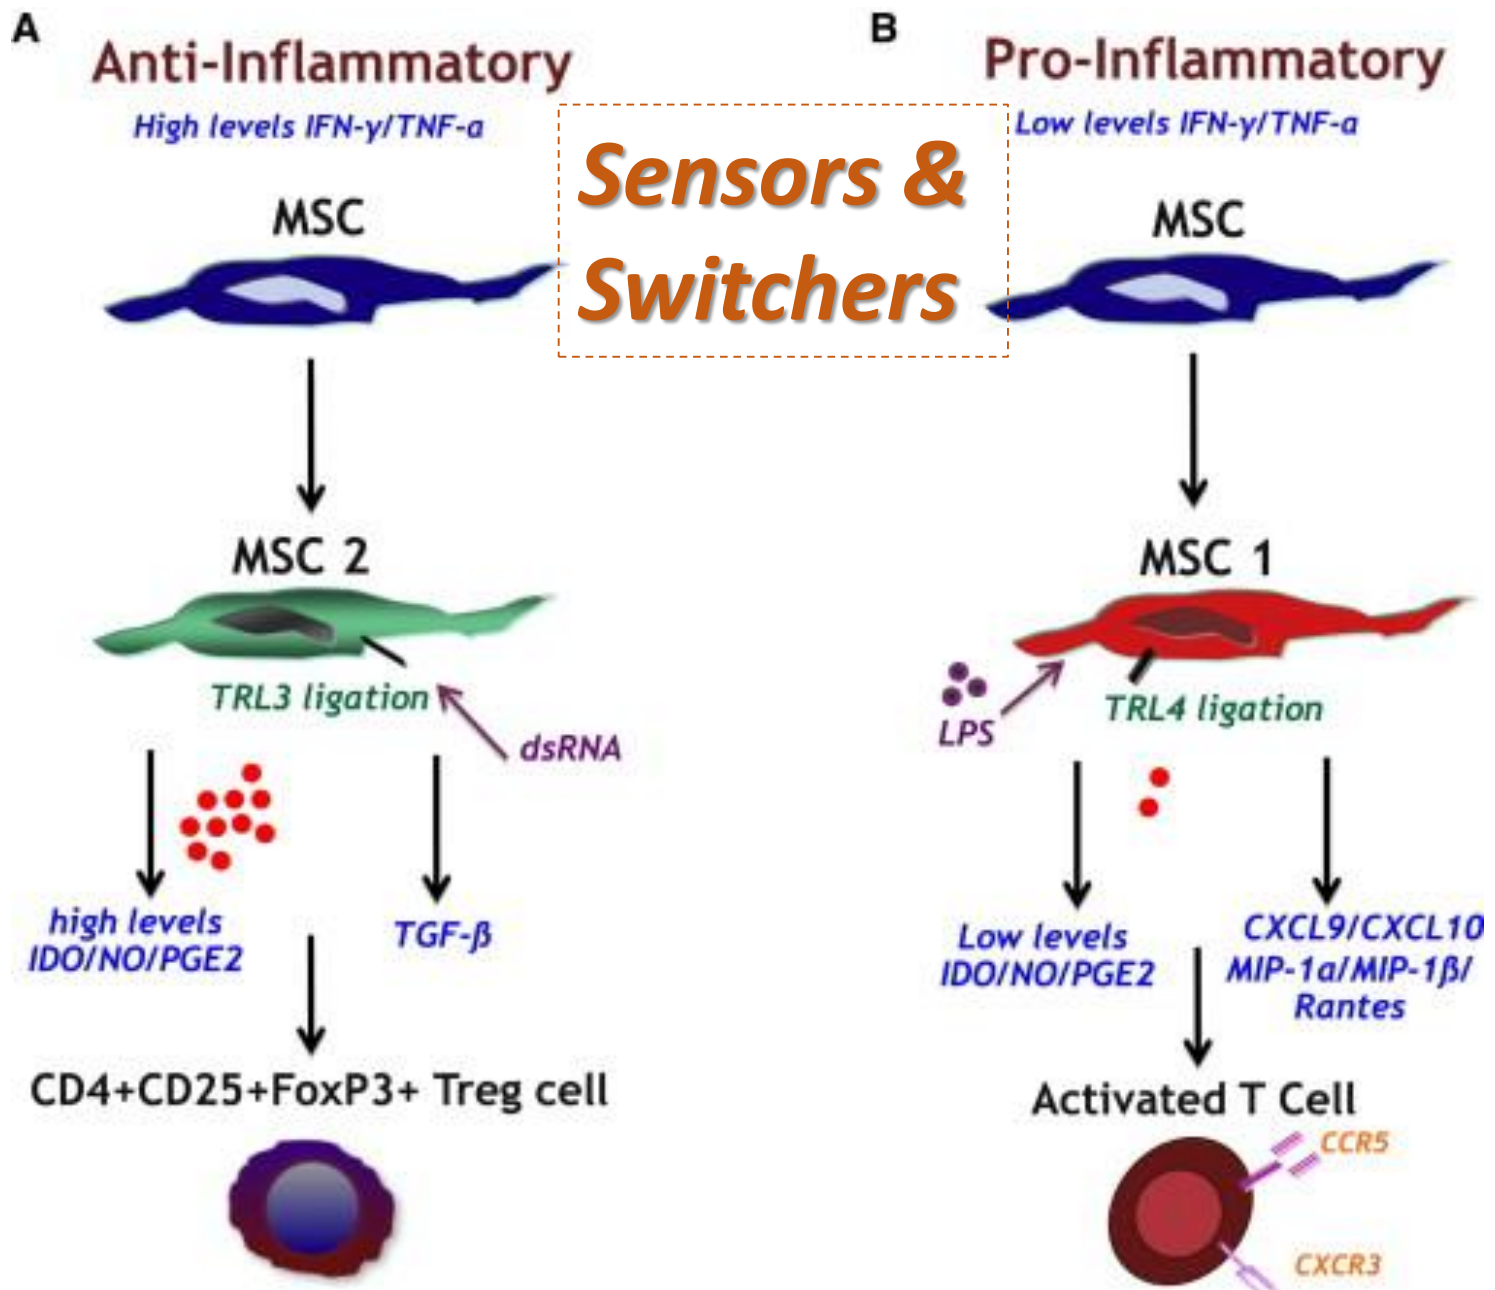 A
Anti-Inflammatory
High levels IFN-γ/TNF-α
MSC
MSC 2
TRL3 ligation
dsRNA
high levels
IDO/NO/PGE2
TGF-β
CD4+CD25+FoxP3+ Treg cell
Sensors &
Switchers
B
Pro-Inflammatory
Low levels IFN-γ/TNF-α
MSC
MSC 1
LPS
TRL4 ligation
Low levels
IDO/NO/PGE2
CXCL9/CXCL10
MIP-1α/MIP-1β/
Rantes
Activated T Cell
CCR5
CXCR3